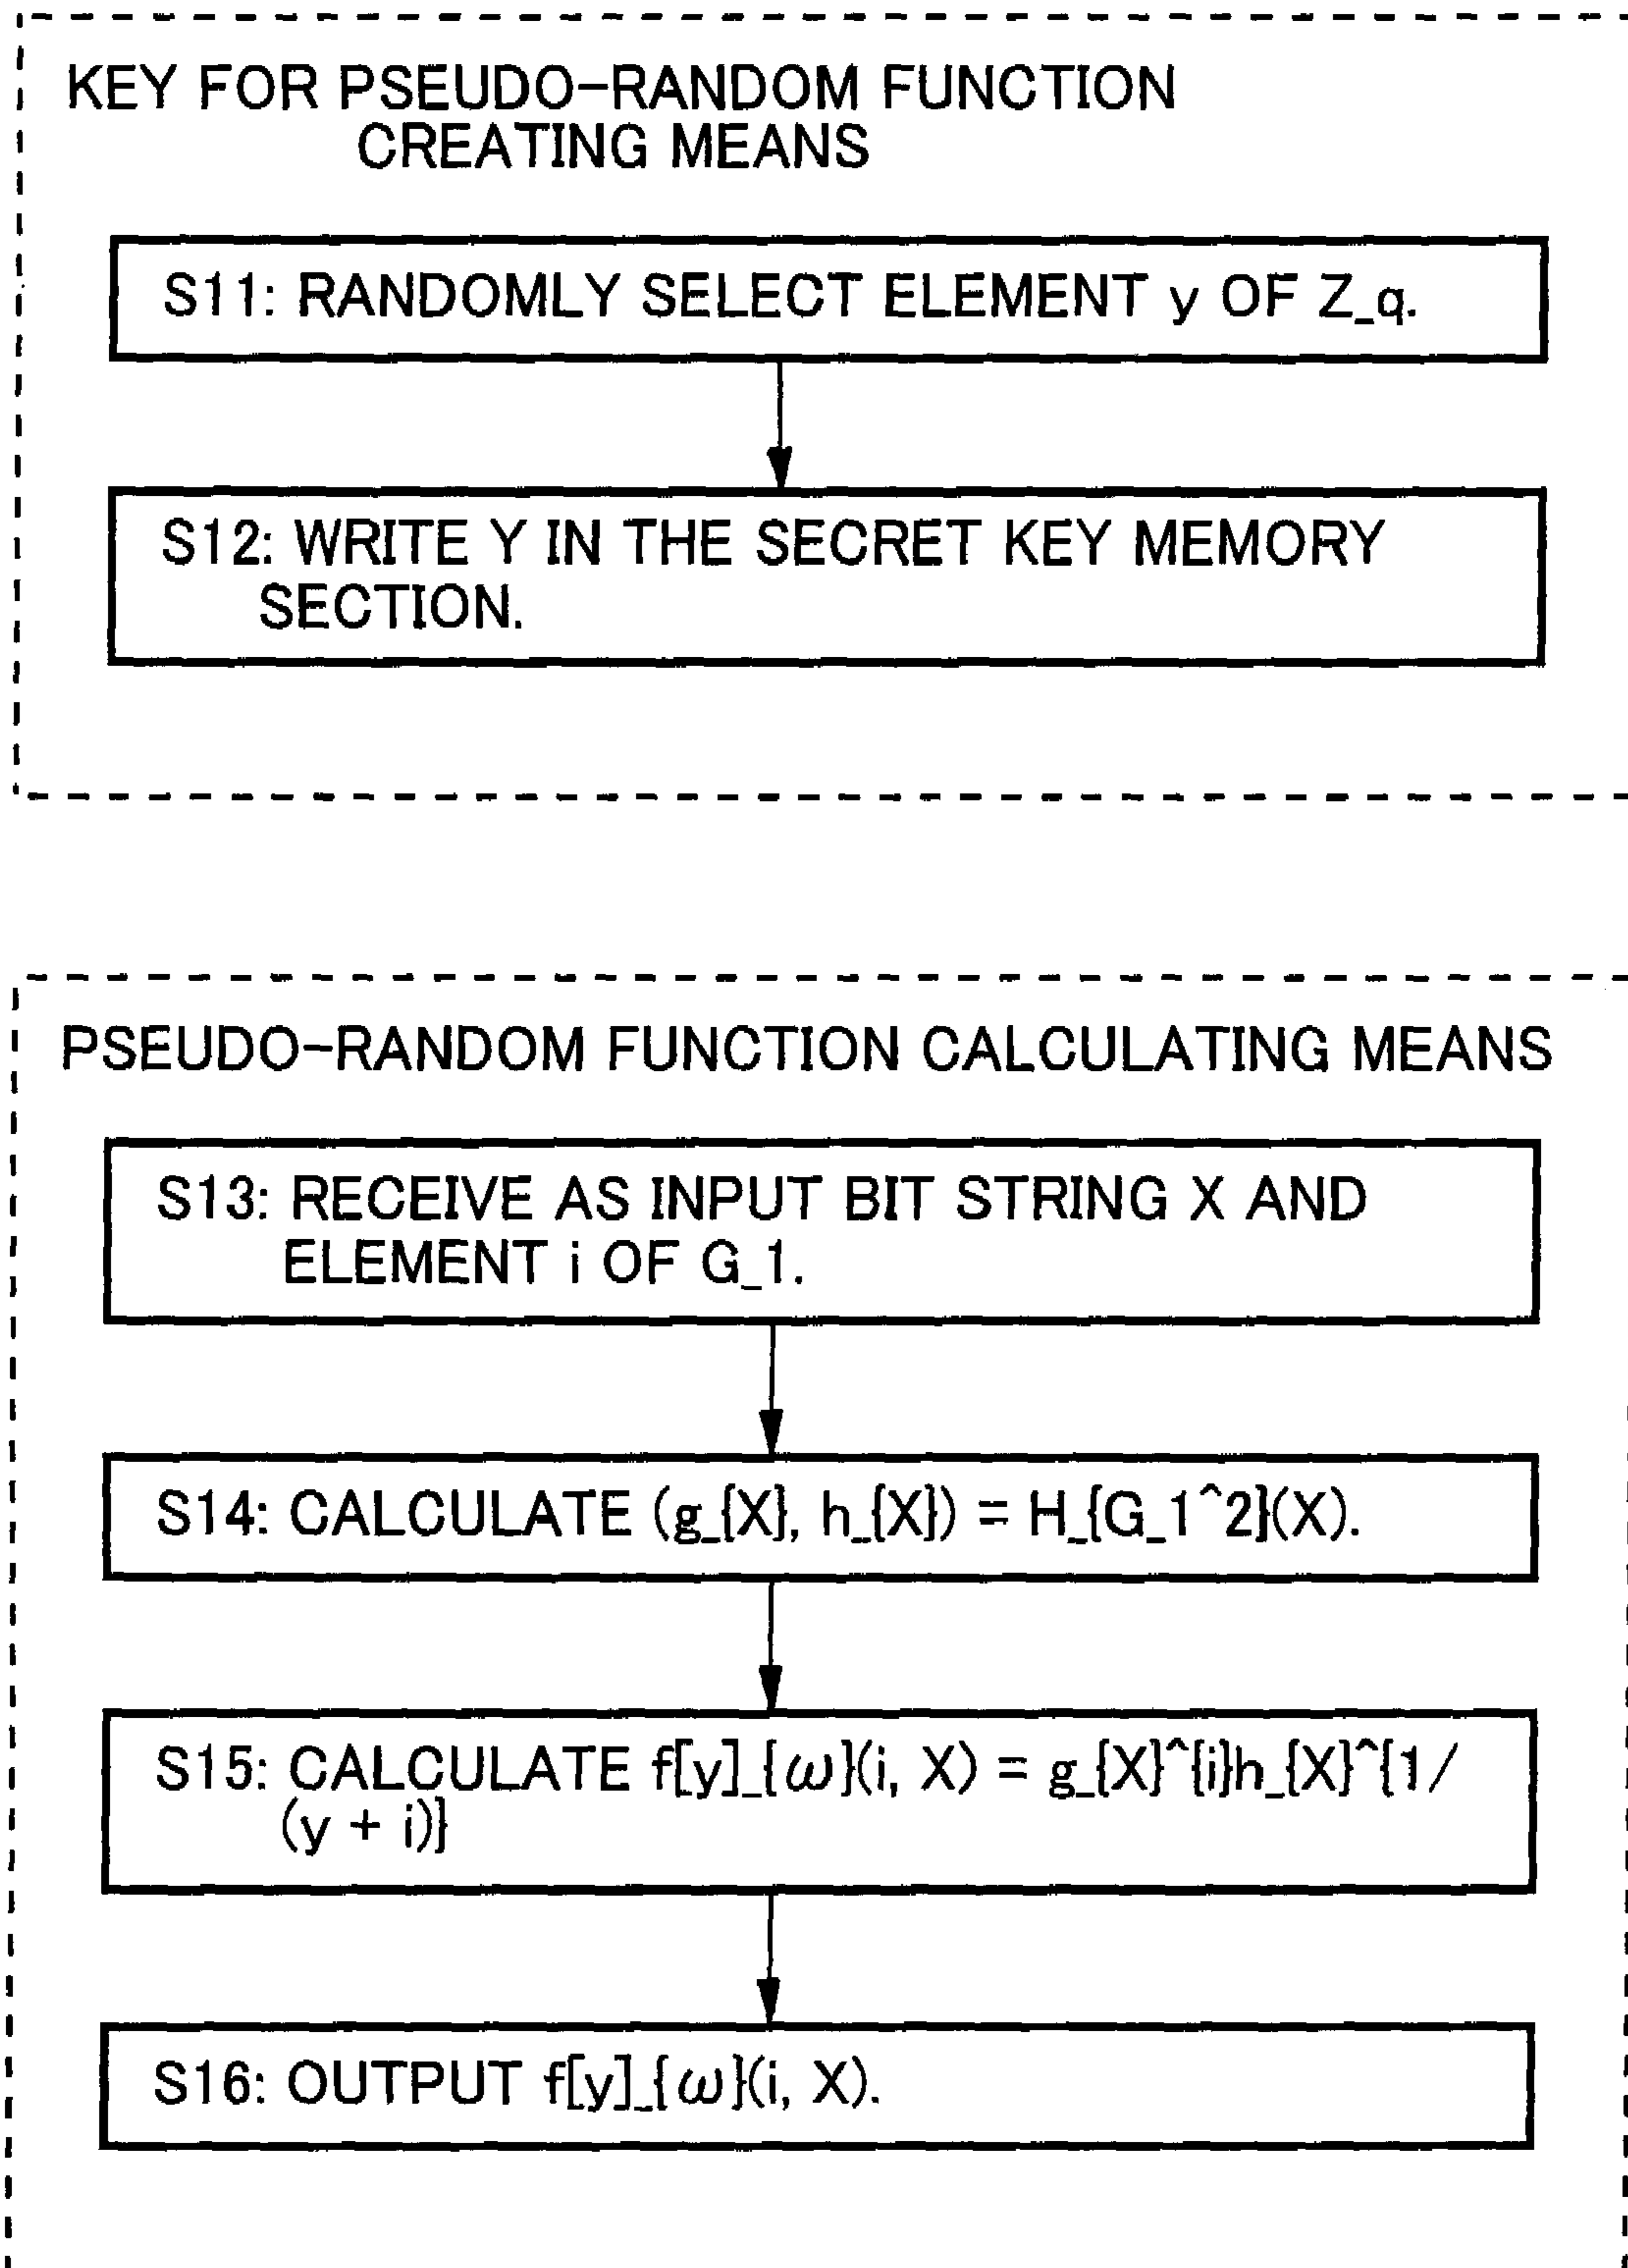 KEY FOR PSEUDO-RANDOM FUNCTION
CREATING MEANS
S11: RANDOMLY SELECT ELEMENT y OF Z_q.
S12: WRITE Y IN THE SECRET KEY MEMORY
SECTION.
PSEUDO-RANDOM FUNCTION CALCULATING MEANS
S13: RECEIVE AS INPUT BIT STRING X AND
ELEMENT i OF G_1.
S14: CALCULATE (g_{X}, h_{X}) = H_{G_1^2}(X).
S15: CALCULATE f[y]_{ω}(i, X) = g_{X}^{i}h_{X}^{1/
(y + i)}
S16: OUTPUT f[y]_{ω}(i, X).